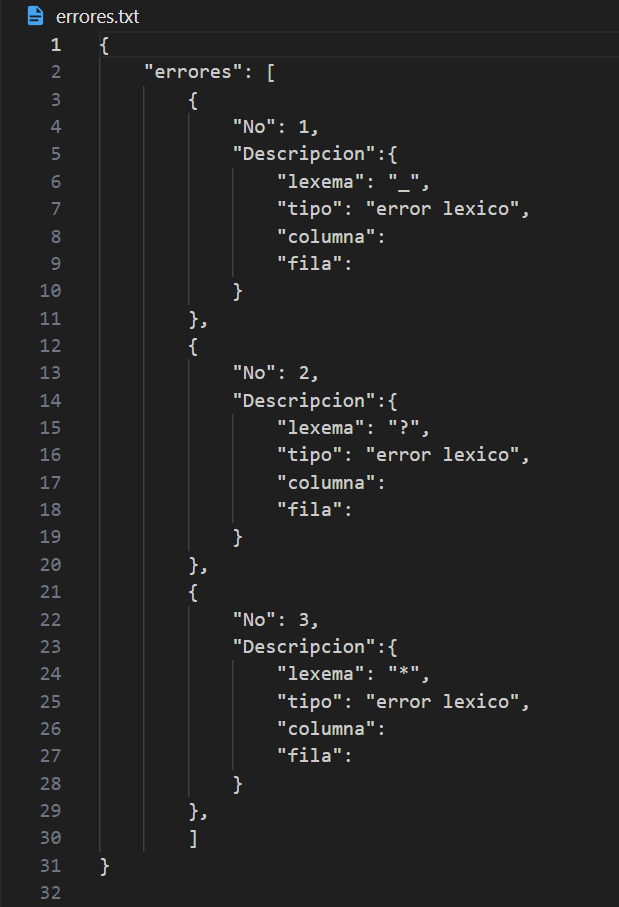 errores.txt
1 {
2     "errores": [
3         {
4             "No": 1,
5             "Descripcion":{
6                 "lexema": "_",
7                 "tipo": "error lexico",
8                 "columna":
9                 "fila":
10             }
11         },
12         {
13             "No": 2,
14             "Descripcion":{
15                 "lexema": "?",
16                 "tipo": "error lexico",
17                 "columna":
18                 "fila":
19             }
20         },
21         {
22             "No": 3,
23             "Descripcion":{
24                 "lexema": "*",
25                 "tipo": "error lexico",
26                 "columna":
27                 "fila":
28             }
29         },
30         ]
31 }
32